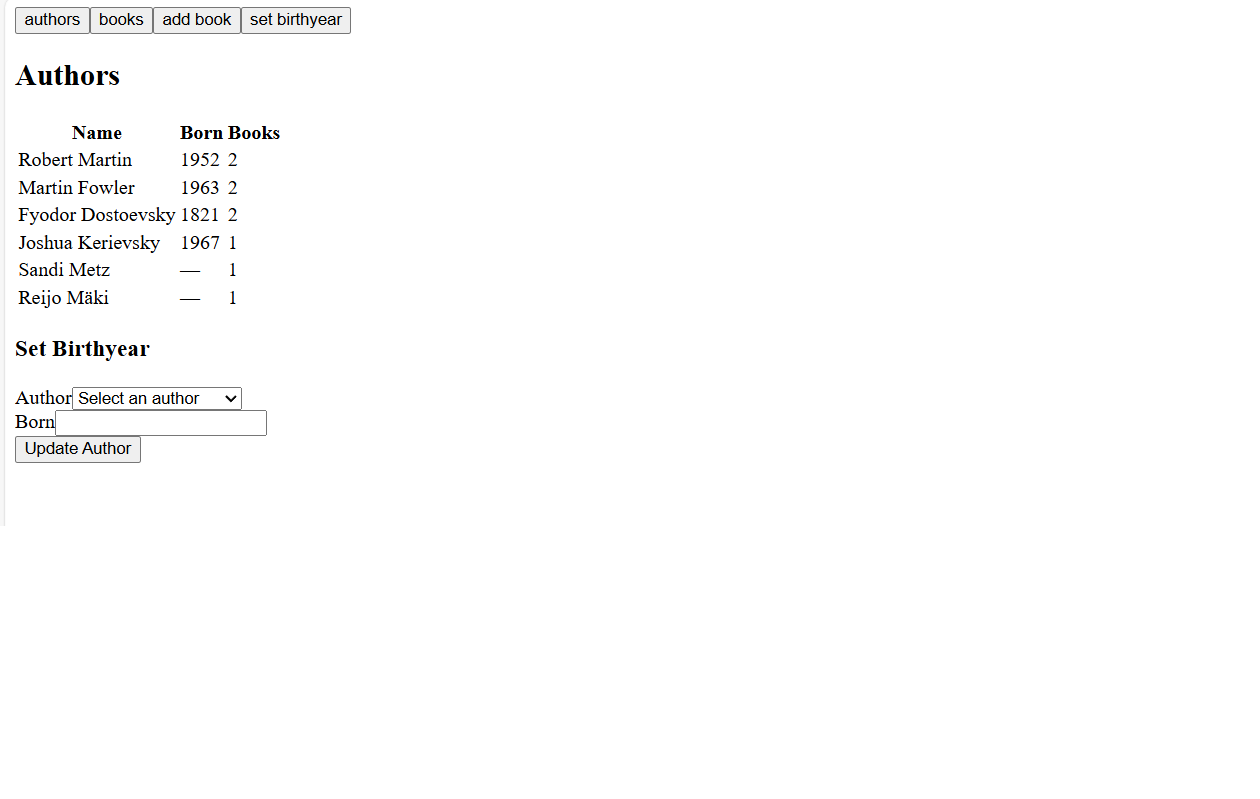 authors books add book set birthyear
Authors
Name Born Books
Robert Martin 1952 2
Martin Fowler 1963 2
Fyodor Dostoevsky 1821 2
Joshua Kerievsky 1967 1
Sandi Metz — 1
Reijo Mäki — 1
Set Birthyear
Author Select an author
Born
Update Author